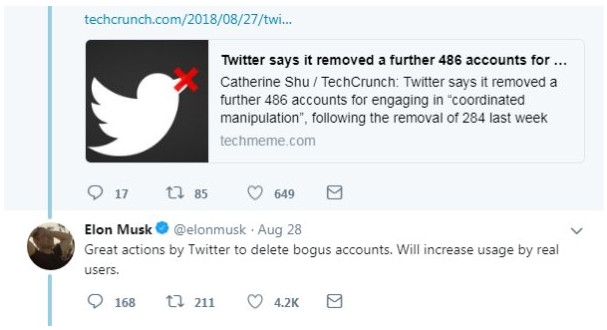 techcrunch.com/2018/08/27/twi...
Twitter says it removed a further 486 accounts for ...
Catherine Shu / TechCrunch: Twitter says it removed a
further 486 accounts for engaging in “coordinated
manipulation”, following the removal of 284 last week
techmeme.com
17 85 649
Elon Musk @elonmusk · Aug 28
Great actions by Twitter to delete bogus accounts. Will increase usage by real
users.
168 211 4.2K